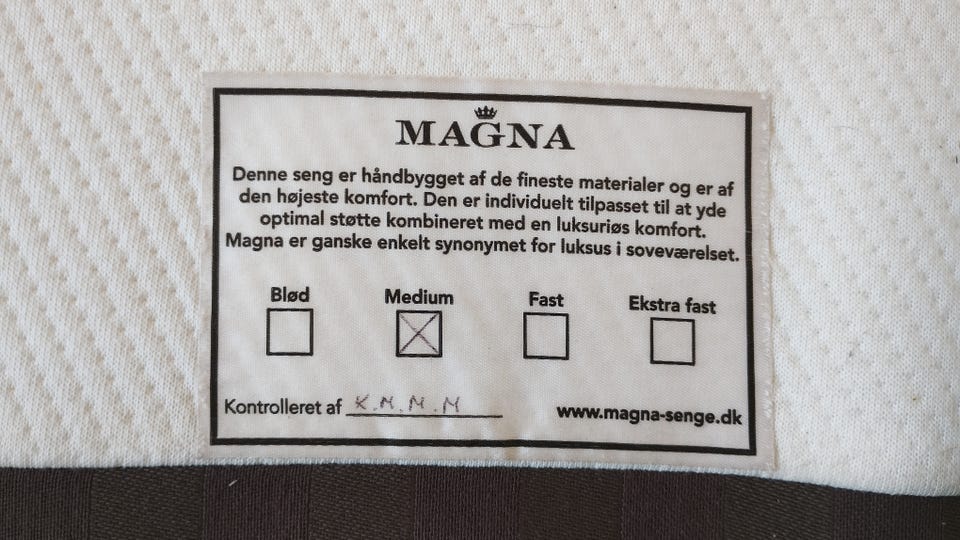 MAGNA
Denne seng er håndbygget af de fineste materialer og er af
den højeste komfort. Den er individuelt tilpasset til at yde
optimal støtte kombineret med en luksuriøs komfort.
Magna er ganske enkelt synonymet for luksus i soveværelset.
Blød Medium Fast Ekstra fast
Kontrolleret af K.M.M.M www.magna-senge.dk